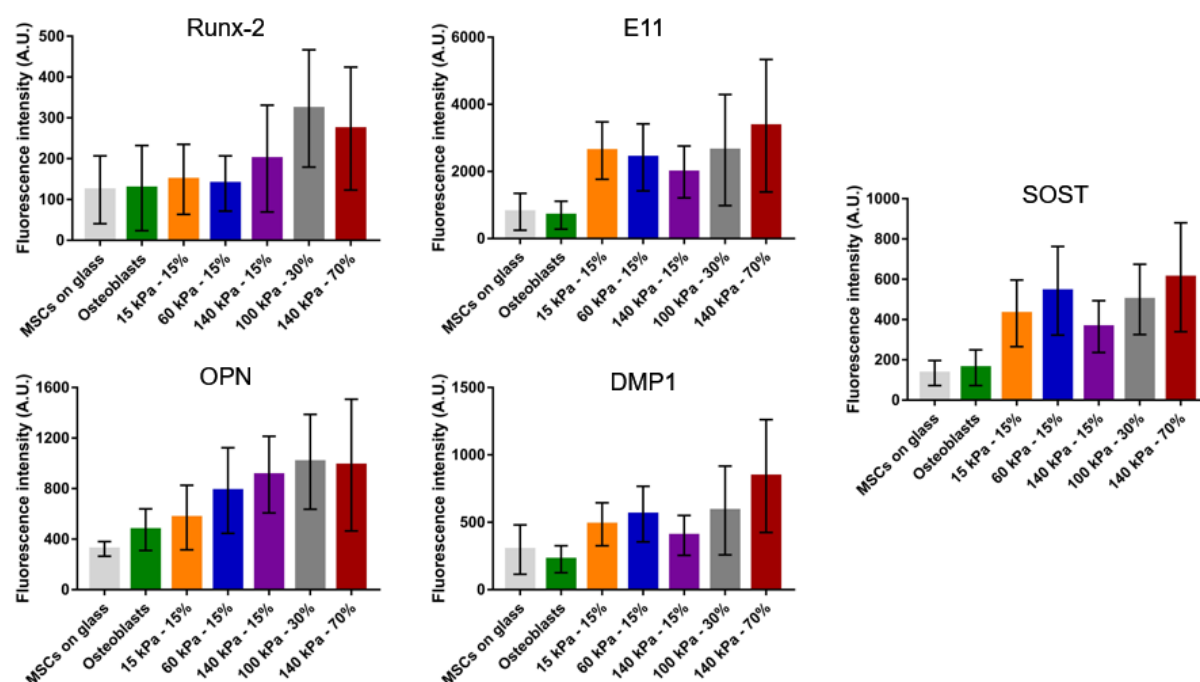 Runx-2
Fluorescence intensity (A.U.)
500
400
300
200
100
0
MSCs on glass
Osteoblasts
15 kPa - 15%
60 kPa - 15%
140 kPa - 15%
100 kPa - 30%
140 kPa - 70%
E11
Fluorescence intensity (A.U.)
6000
4000
2000
0
MSCs on glass
Osteoblasts
15 kPa - 15%
60 kPa - 15%
140 kPa - 15%
100 kPa - 30%
140 kPa - 70%
SOST
Fluorescence intensity (A.U.)
1000
800
600
400
200
0
MSCs on glass
Osteoblasts
15 kPa - 15%
60 kPa - 15%
140 kPa - 15%
100 kPa - 30%
140 kPa - 70%
OPN
Fluorescence intensity (A.U.)
1600
1200
800
400
0
MSCs on glass
Osteoblasts
15 kPa - 15%
60 kPa - 15%
140 kPa - 15%
100 kPa - 30%
140 kPa - 70%
DMP1
Fluorescence intensity (A.U.)
1500
1000
500
0
MSCs on glass
Osteoblasts
15 kPa - 15%
60 kPa - 15%
140 kPa - 15%
100 kPa - 30%
140 kPa - 70%